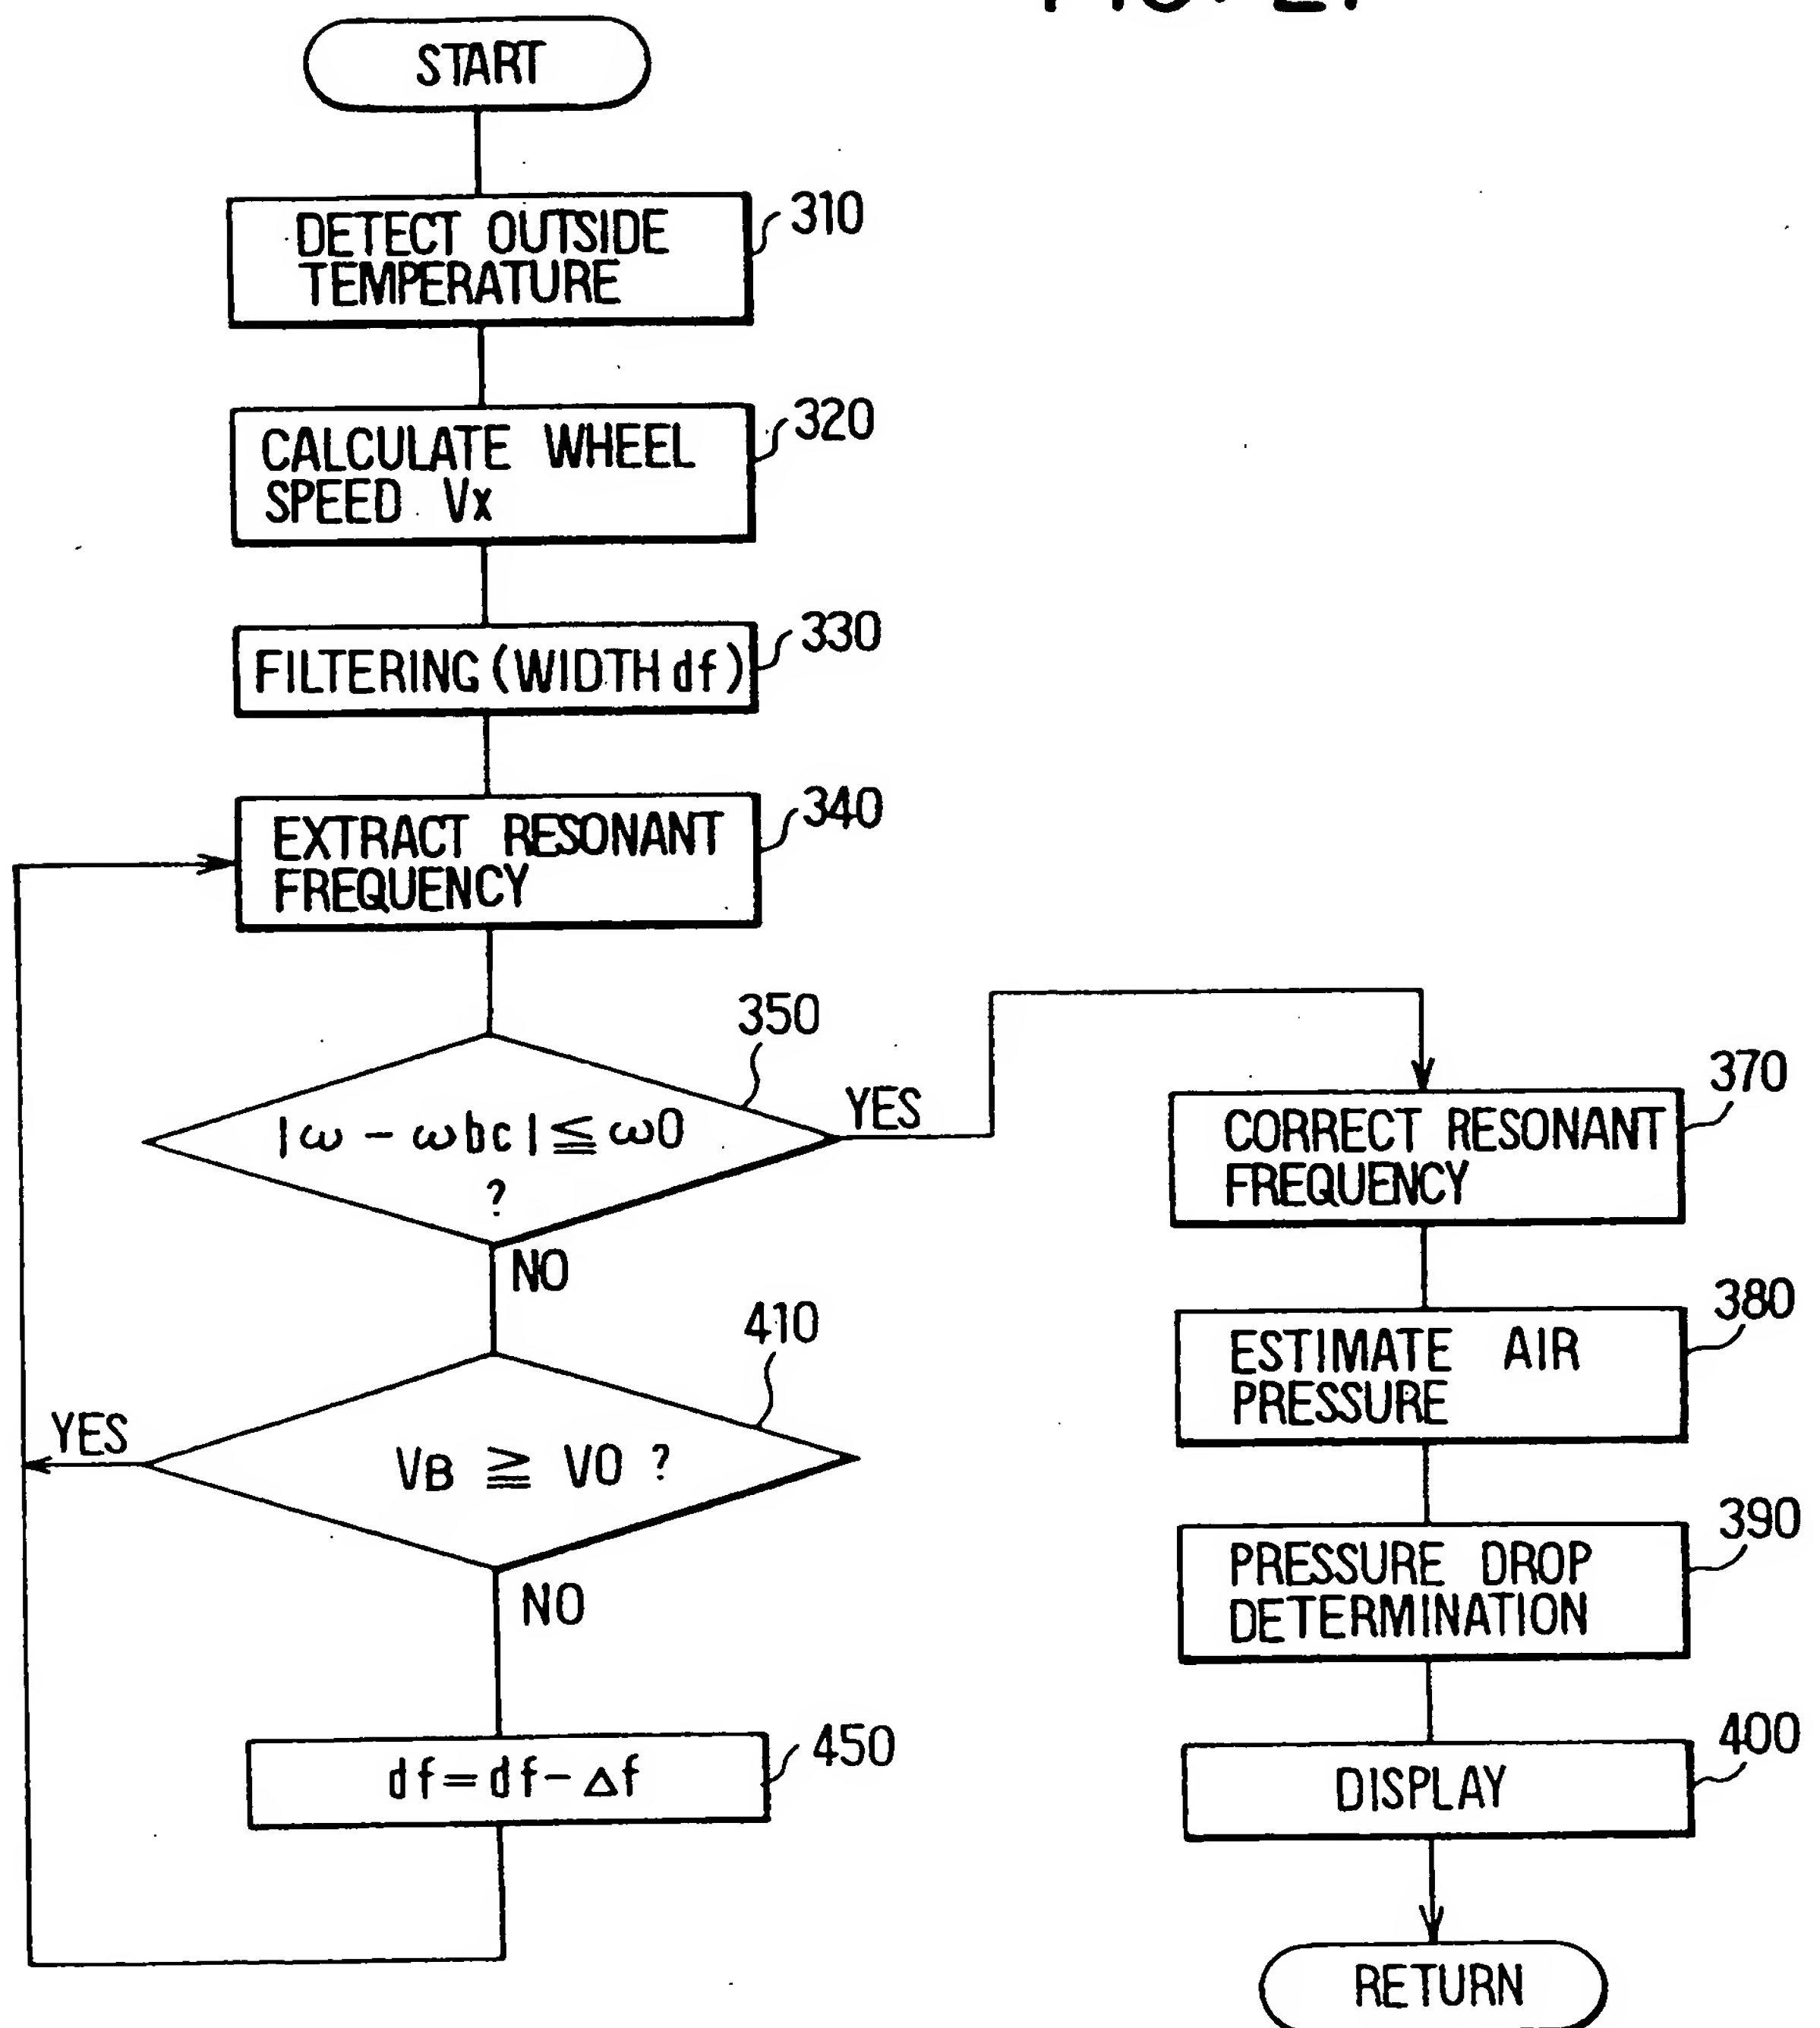 START
DETECT OUTSIDE
TEMPERATURE
310
CALCULATE WHEEL
SPEED Vx
320
FILTERING (WIDTH df)
330
EXTRACT RESONANT
FREQUENCY
340
350
|ω - ωbc| ≦ ω0
?
YES
NO
410
VB ≧ V0 ?
YES
NO
df=df-Δf
450
CORRECT RESONANT
FREQUENCY
370
ESTIMATE AIR
PRESSURE
380
PRESSURE DROP
DETERMINATION
390
DISPLAY
400
RETURN